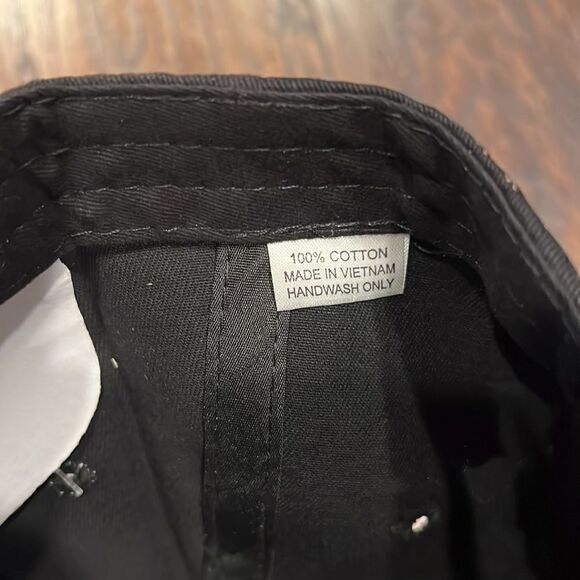 100% COTTON
MADE IN VIETNAM
HANDWASH ONLY